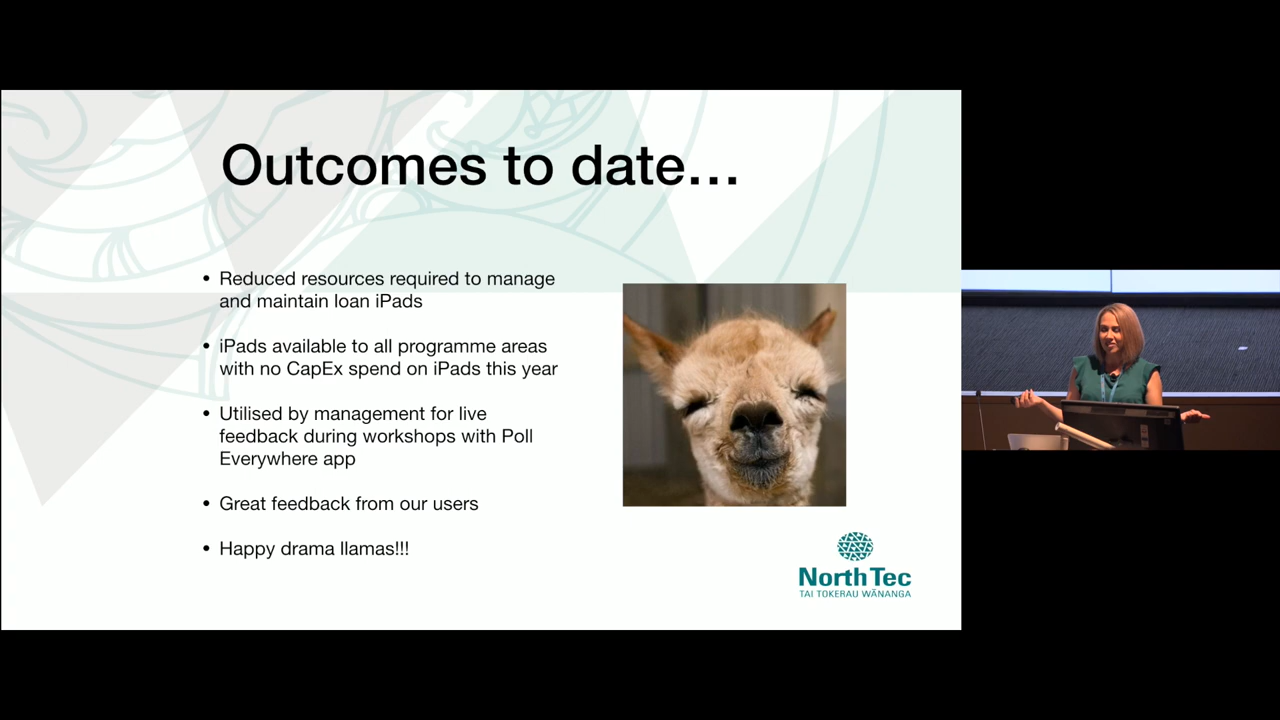 Outcomes to date...
• Reduced resources required to manage
and maintain loan iPads
• iPads available to all programme areas
with no CapEx spend on iPads this year
• Utilised by management for live
feedback during workshops with Poll
Everywhere app
• Great feedback from our users
• Happy drama llamas!!!
NorthTec
TAI TOKERAU WĀNANGA